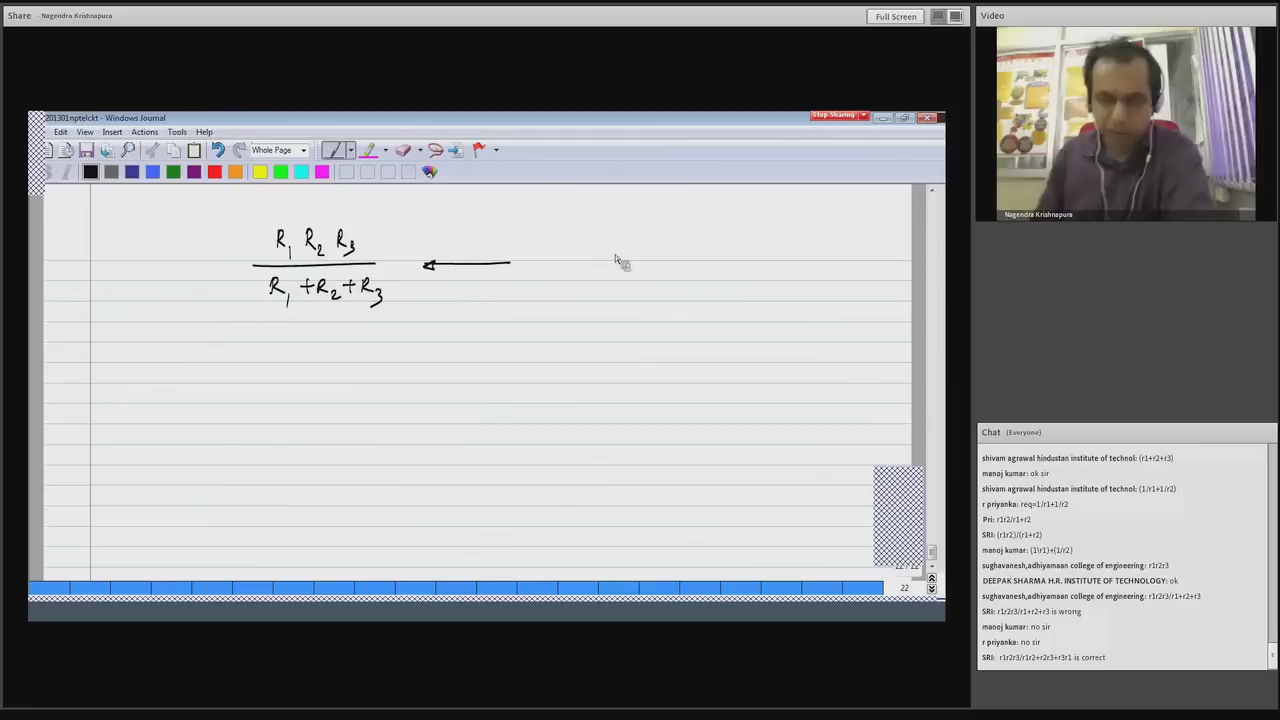 Share - Nagendra Krishnapura
Full Screen
Video
201301nptelckt - Windows Journal
Stop Sharing
Edit View Insert Actions Tools Help
Whole Page
R1 R2 R3
R1 +R2+R3
22
Nagendra Krishnapura
Chat (Everyone)
shivam agrawal hindustan institute of technol: (r1+r2+r3)
manoj kumar: ok sir
shivam agrawal hindustan institute of technol: (1/r1+1/r2)
r priyanka: req=1/r1+1/r2
Pri: r1r2/r1+r2
SRI: (r1r2)/(r1+r2)
manoj kumar: (1\r1)+(1/r2)
sughavanesh,adhiyamaan college of engineering: r1r2r3
DEEPAK SHARMA H.R. INSTITUTE OF TECHNOLOGY: ok
sughavanesh,adhiyamaan college of engineering: r1r2r3/r1+r2+r3
SRI: r1r2r3/r1+r2+r3 is wrong
manoj kumar: no sir
r priyanka: no sir
SRI: r1r2r3/r1r2+r2r3+r3r1 is correct